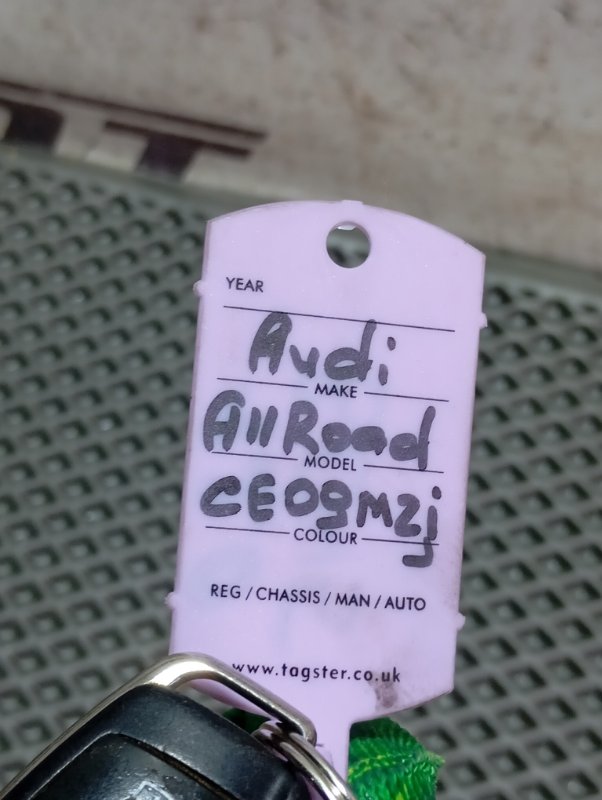 YEAR
Audi
MAKE
AllRoad
MODEL
CE09MZj
COLOUR
REG / CHASSIS / MAN / AUTO
www.tagster.co.uk